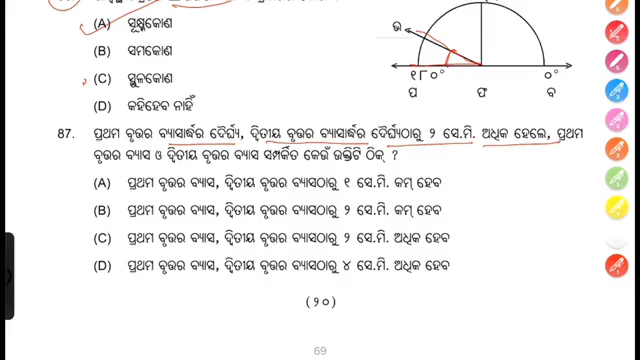 (A) ସୂକ୍ଷ୍ମକୋଣ
(B) ସମକୋଣ
(C) ସ୍ଥୂଳକୋଣ
(D) କହିହେବ ନାହିଁ
ଭ
୧୮୦° ୦°
ପ ଫ ବ
87. ପ୍ରଥମ ବୃତ୍ତର ବ୍ୟାସାର୍ଦ୍ଧର ଦୈର୍ଘ୍ୟ, ଦ୍ୱିତୀୟ ବୃତ୍ତର ବ୍ୟାସାର୍ଦ୍ଧର ଦୈର୍ଘ୍ୟଠାରୁ ୨ ସେ.ମି. ଅଧିକ ହେଲେ, ପ୍ରଥମ
ବୃତ୍ତର ବ୍ୟାସ ଓ ଦ୍ୱିତୀୟ ବୃତ୍ତର ବ୍ୟାସ ସମ୍ପର୍କିତ କେଉଁ ଉକ୍ତିଟି ଠିକ୍ ?
(A) ପ୍ରଥମ ବୃତ୍ତର ବ୍ୟାସ, ଦ୍ୱିତୀୟ ବୃତ୍ତର ବ୍ୟାସଠାରୁ ୧ ସେ.ମି. କମ୍ ହେବ
(B) ପ୍ରଥମ ବୃତ୍ତର ବ୍ୟାସ, ଦ୍ୱିତୀୟ ବୃତ୍ତର ବ୍ୟାସଠାରୁ ୨ ସେ.ମି. କମ୍ ହେବ
(C) ପ୍ରଥମ ବୃତ୍ତର ବ୍ୟାସ, ଦ୍ୱିତୀୟ ବୃତ୍ତର ବ୍ୟାସଠାରୁ ୨ ସେ.ମି. ଅଧିକ ହେବ
(D) ପ୍ରଥମ ବୃତ୍ତର ବ୍ୟାସ, ଦ୍ୱିତୀୟ ବୃତ୍ତର ବ୍ୟାସଠାରୁ ୪ ସେ.ମି. ଅଧିକ ହେବ
(୨୦)
69